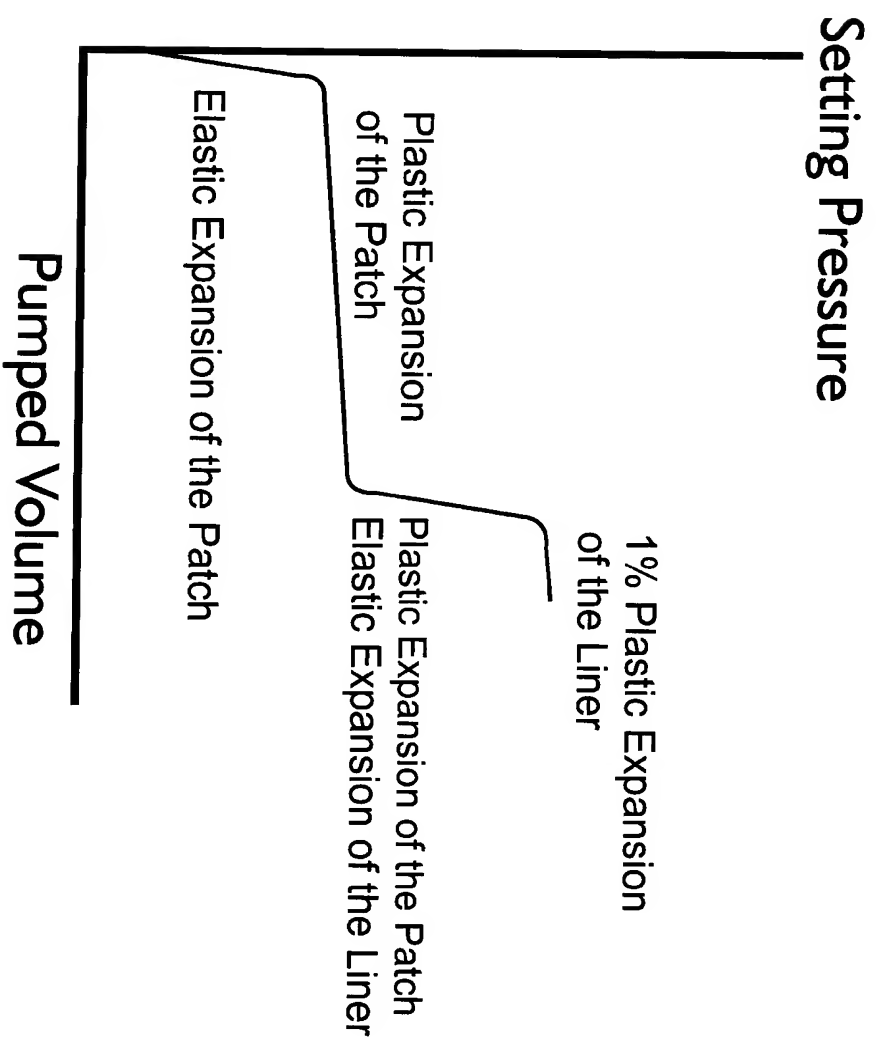 Setting Pressure
1% Plastic Expansion
of the Liner
Plastic Expansion
of the Patch
Plastic Expansion of the Patch
Elastic Expansion of the Liner
Elastic Expansion of the Patch
Pumped Volume